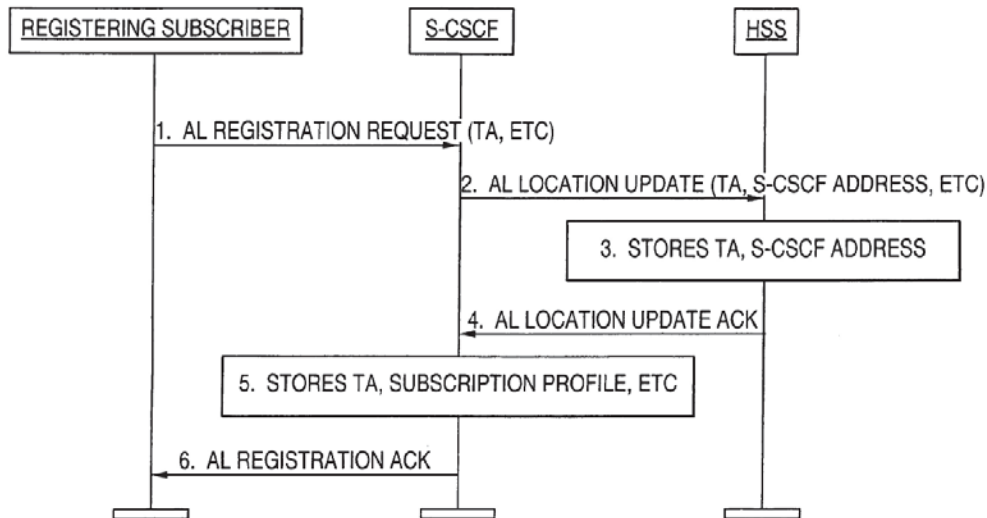 REGISTERING SUBSCRIBER
S-CSCF
HSS
1. AL REGISTRATION REQUEST (TA, ETC)
2. AL LOCATION UPDATE (TA, S-CSCF ADDRESS, ETC)
3. STORES TA, S-CSCF ADDRESS
4. AL LOCATION UPDATE ACK
5. STORES TA, SUBSCRIPTION PROFILE, ETC
6. AL REGISTRATION ACK